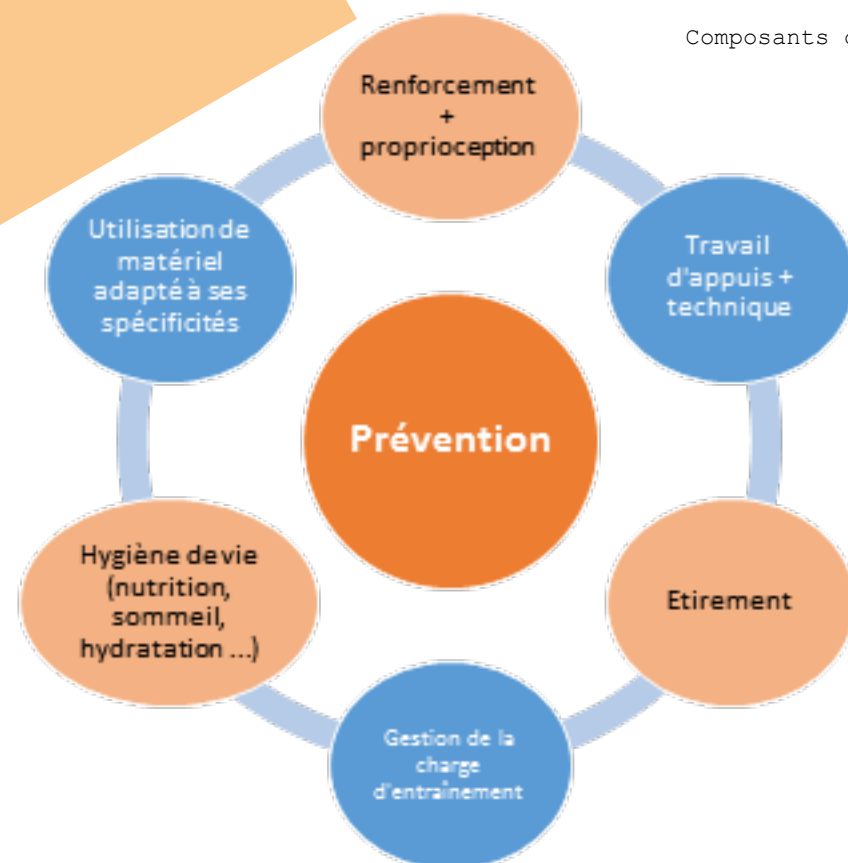 Composants
Renforcement
+
proprioception
Utilisation de
matériel
adapté à ses
spécificités
Travail
d'appuis +
technique
Prévention
Hygiène de vie
(nutrition,
sommeil,
hydratation ...)
Etirement
Gestion de la
charge
d'entraînement